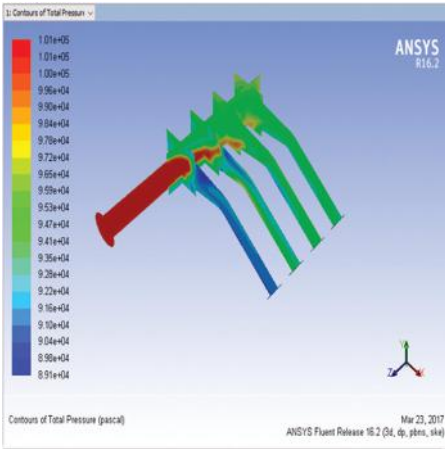 1: Contours of Total Pressun
ANSYS
R16.2
1.01e+05
1.01e+05
1.00e+05
9.96e+04
9.90e+04
9.84e+04
9.78e+04
9.72e+04
9.65e+04
9.59e+04
9.53e+04
9.47e+04
9.41e+04
9.35e+04
9.28e+04
9.22e+04
9.16e+04
9.10e+04
9.04e+04
8.98e+04
8.91e+04
Y
Z
X
Contours of Total Pressure (pascal)
Mar 23, 2017
ANSYS Fluent Release 16.2 (3d, dp, pbns, ske)